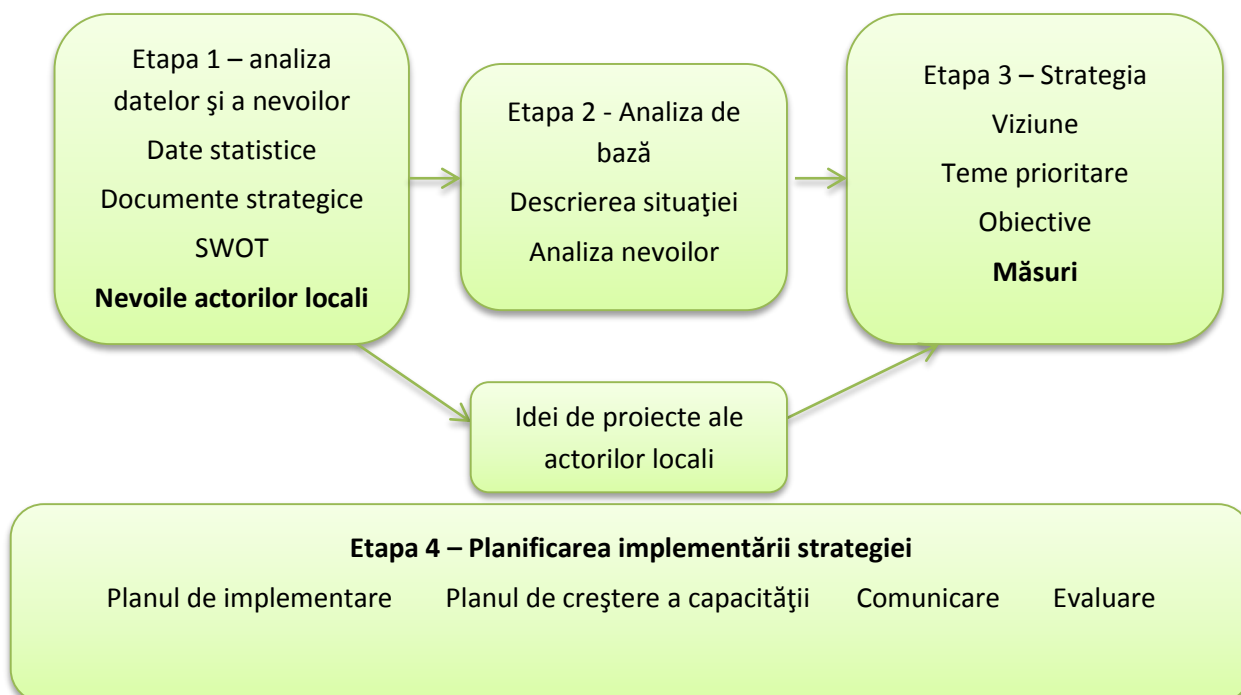 Etapa 1 – analiza
datelor şi a nevoilor
Date statistice
Documente strategice
SWOT
Nevoile actorilor locali
Etapa 2 - Analiza de
bază
Descrierea situaţiei
Analiza nevoilor
Etapa 3 – Strategia
Viziune
Teme prioritare
Obiective
Măsuri
Idei de proiecte ale
actorilor locali
Etapa 4 – Planificarea implementării strategiei
Planul de implementare Planul de creştere a capacităţii Comunicare Evaluare